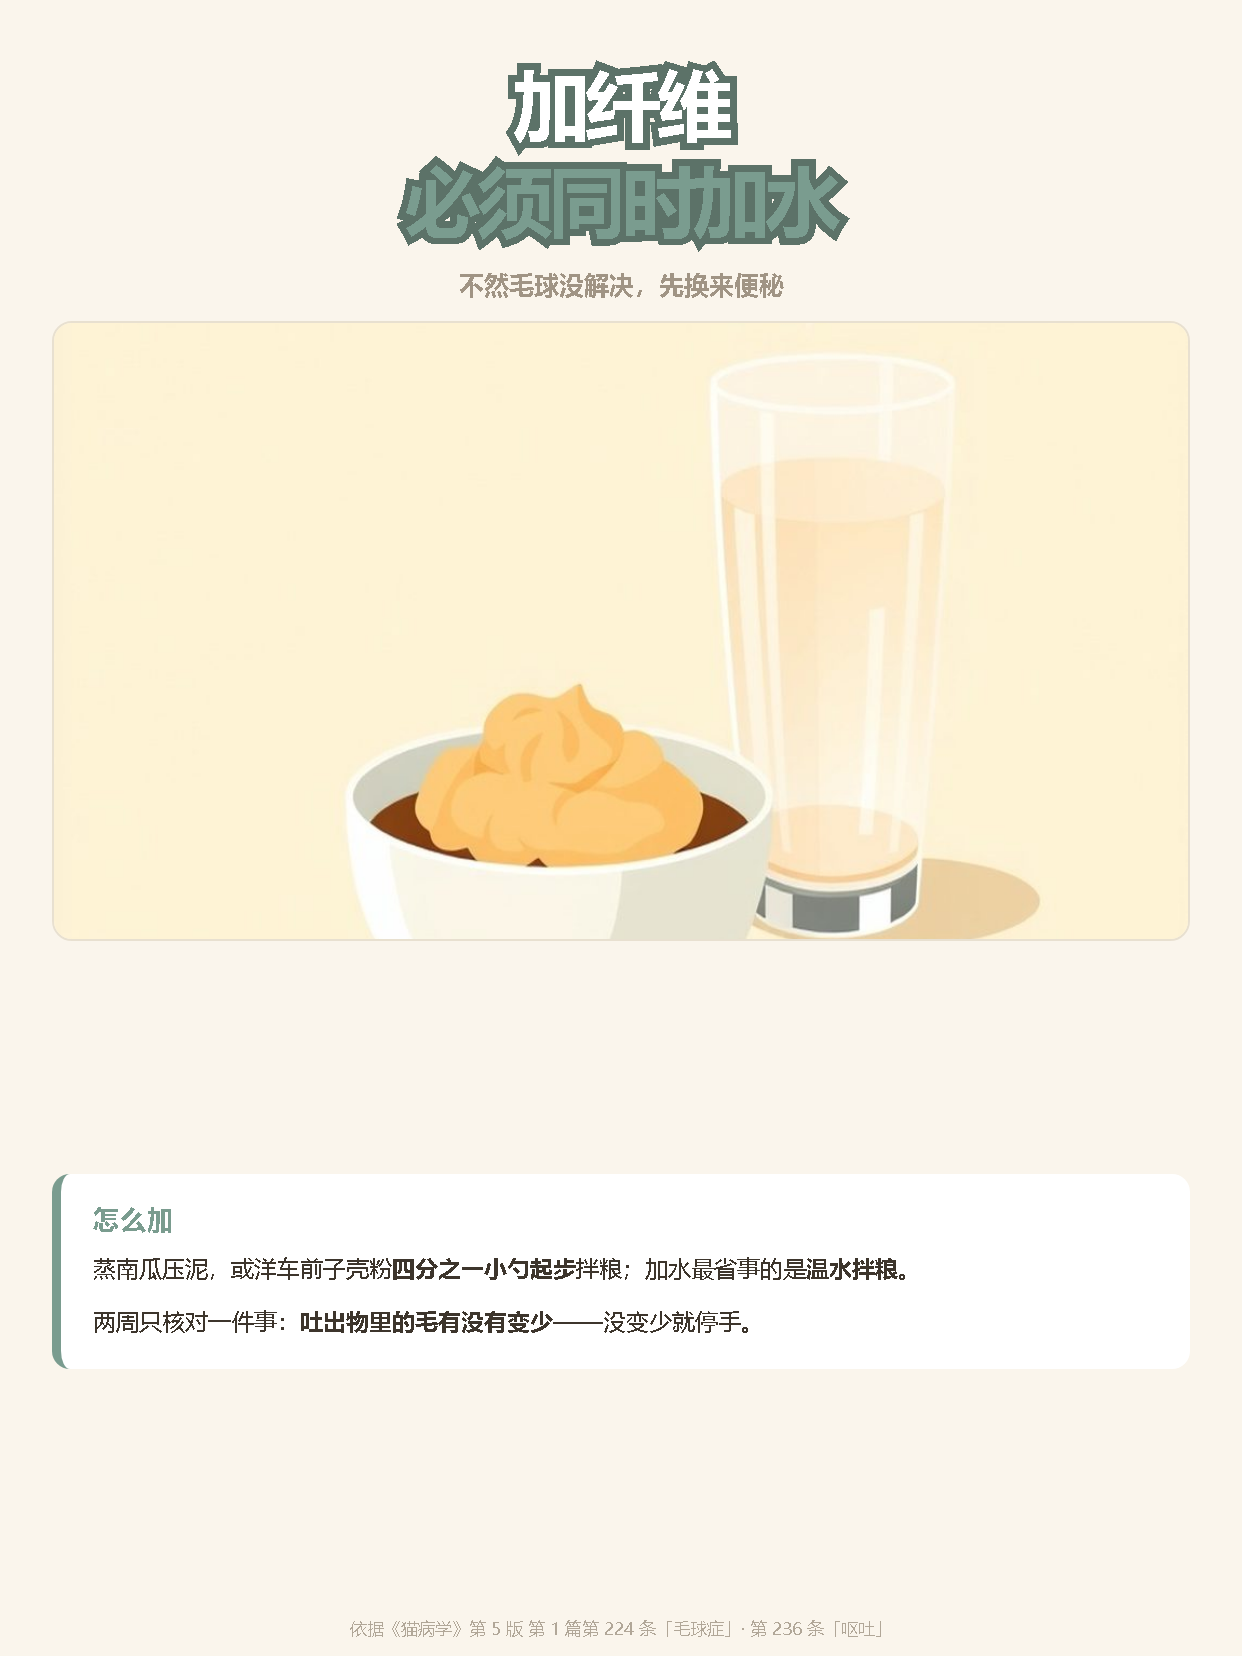 加纤维
必须同时加水
不然毛球没解决，先换来便秘
怎么加
蒸南瓜压泥，或洋车前子壳粉四分之一小勺起步拌粮；加水最省事的是温水拌粮。
两周只核对一件事：吐出物里的毛有没有变少——没变少就停手。
依据《猫病学》第 5 版 第 1 篇第 224 条「毛球症」· 第 236 条「呕吐」